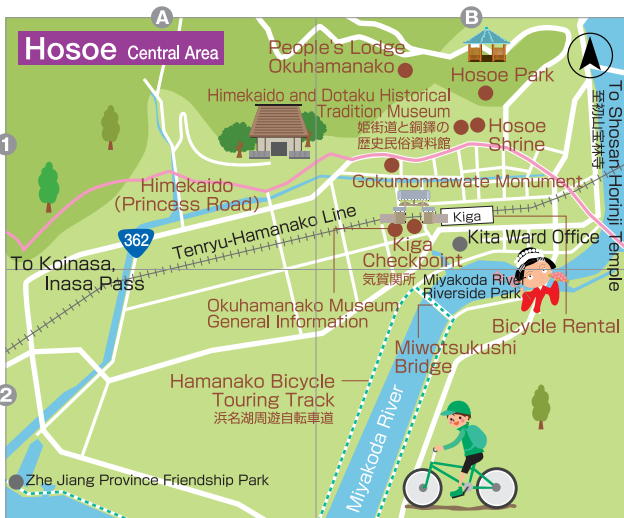 A
B
Hosoe Central Area
People's Lodge
Okuhamanako
Hosoe Park
Himekaido and Dotaku Historical
Tradition Museum
姫街道と銅鐸の
歴史民俗資料館
Hosoe
Shrine
To Shosan Horinji Temple
至初山宝林寺
1
Himekaido
(Princess Road)
Gokumonnawate Monument
362
Tenryu-Hamanako Line
Kiga
Kita Ward Office
Kiga
Checkpoint
気賀関所
To Koinasa,
Inasa Pass
Miyakoda River
Riverside Park
Okuhamanako Museum
General Information
Bicycle Rental
Miwotsukushi
Bridge
2
Hamanako Bicycle
Touring Track
浜名湖周遊自転車道
Miyakoda River
Zhe Jiang Province Friendship Park